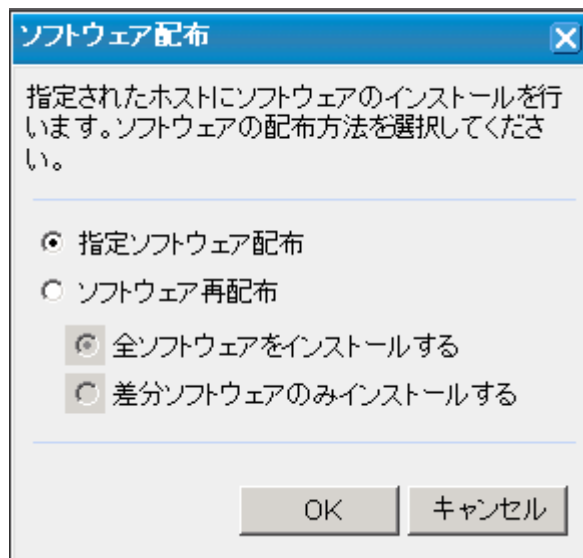 ソフトウェア配布
指定されたホストにソフトウェアのインストールを行
います。ソフトウェアの配布方法を選択してくださ
い。
指定ソフトウェア配布
ソフトウェア再配布
全ソフトウェアをインストールする
差分ソフトウェアのみインストールする
OK
キャンセル